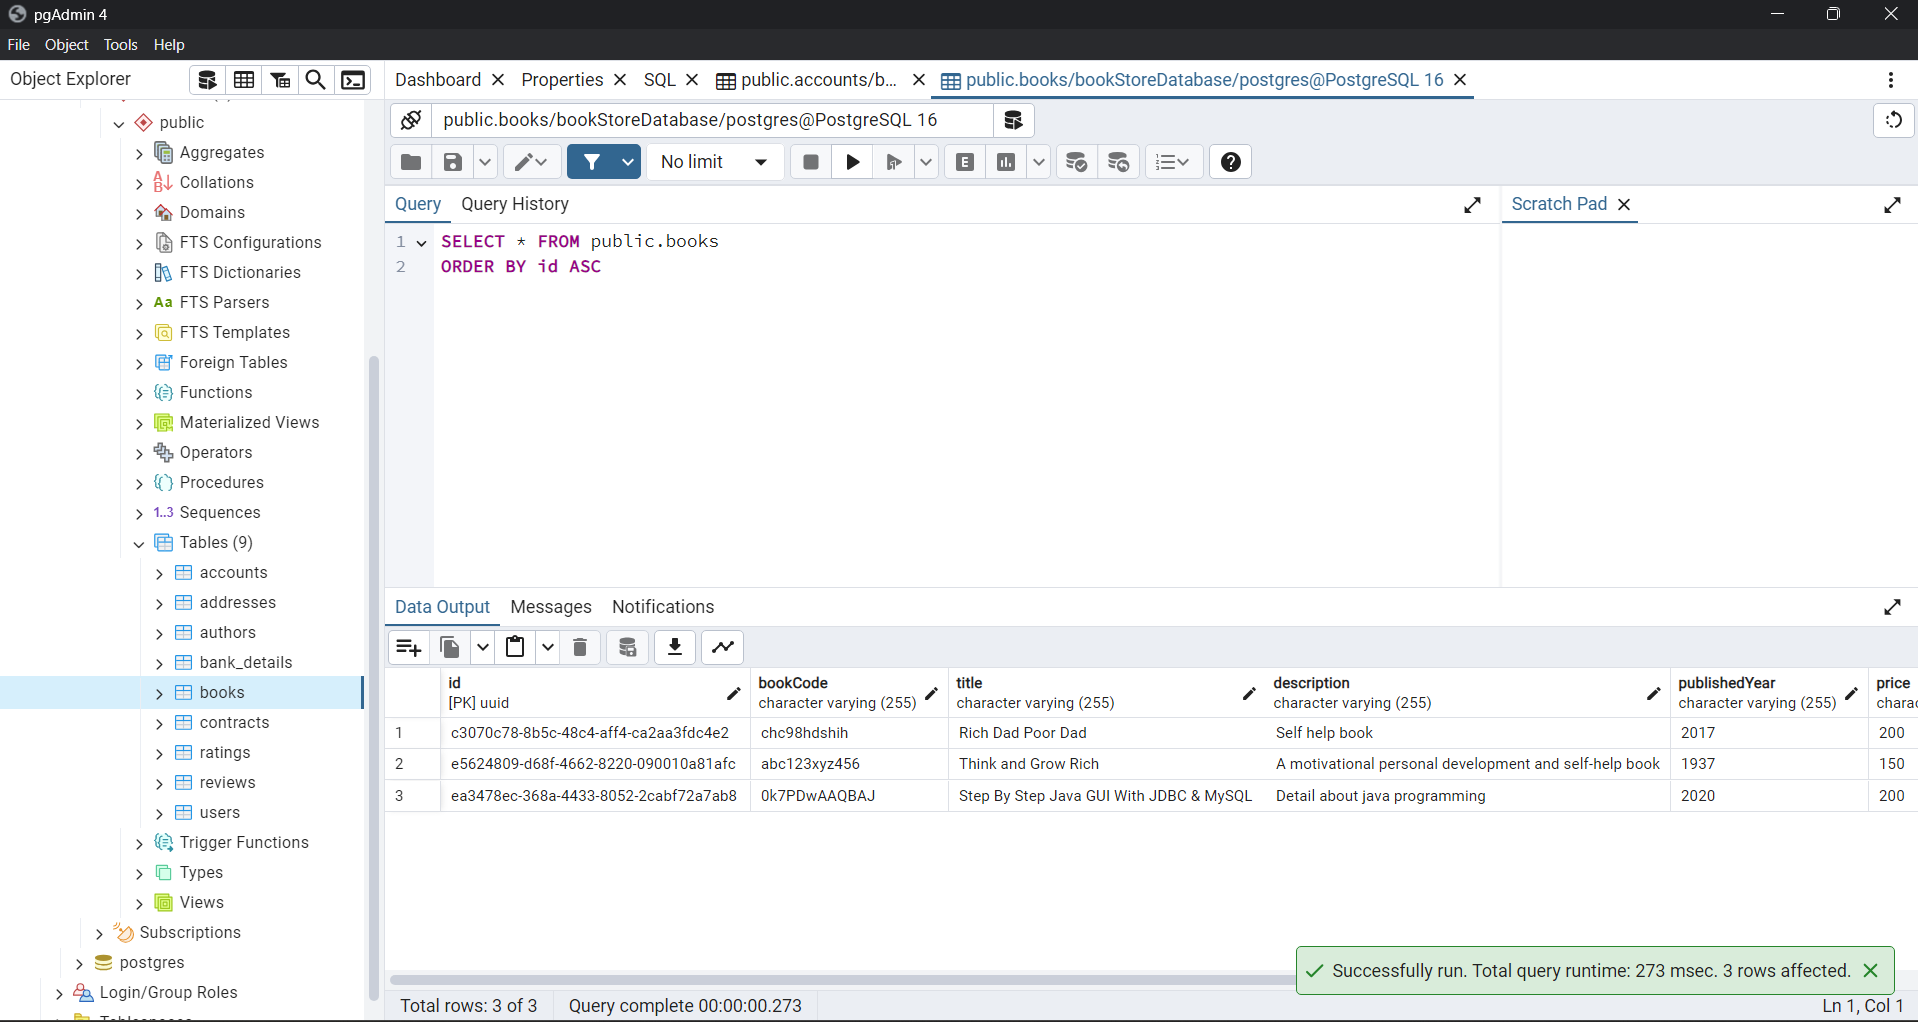 pgAdmin 4
File Object Tools Help
Object Explorer
Dashboard Properties SQL public.accounts/b... public.books/bookStoreDatabase/postgres@PostgreSQL 16
public.books/bookStoreDatabase/postgres@PostgreSQL 16
No limit
E
Query Query History
Scratch Pad
1 SELECT * FROM public.books
2 ORDER BY id ASC
public
Aggregates
Collations
Domains
FTS Configurations
FTS Dictionaries
Aa FTS Parsers
FTS Templates
Foreign Tables
Functions
Materialized Views
Operators
Procedures
1..3 Sequences
Tables (9)
accounts
addresses
authors
bank_details
books
contracts
ratings
reviews
users
Trigger Functions
Types
Views
Subscriptions
postgres
Login/Group Roles
Data Output Messages Notifications
id bookCode title description publishedYear price
[PK] uuid character varying (255) character varying (255) character varying (255) character varying (255) charac
1 c3070c78-8b5c-48c4-aff4-ca2aa3fdc4e2 chc98hdshih Rich Dad Poor Dad Self help book 2017 200
2 e5624809-d68f-4662-8220-090010a81afc abc123xyz456 Think and Grow Rich A motivational personal development and self-help book 1937 150
3 ea3478ec-368a-4433-8052-2cabf72a7ab8 0k7PDwAAQBAJ Step By Step Java GUI With JDBC & MySQL Detail about java programming 2020 200
Successfully run. Total query runtime: 273 msec. 3 rows affected.
Total rows: 3 of 3 Query complete 00:00:00.273
Ln 1, Col 1